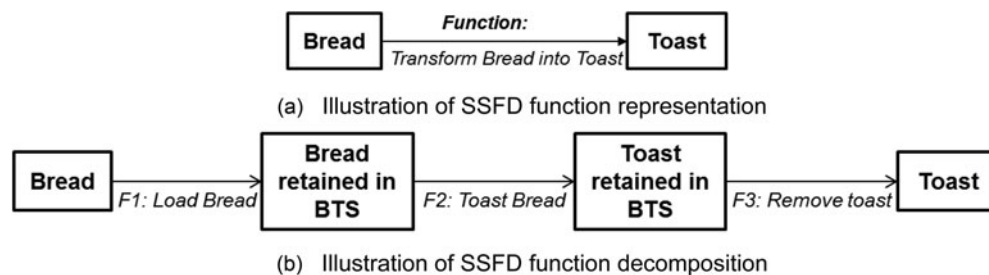 Function:
Bread
Toast
Transform Bread into Toast
(a) Illustration of SSFD function representation
Bread
F1: Load Bread
Bread
retained in
BTS
F2: Toast Bread
Toast
retained in
BTS
F3: Remove toast
Toast
(b) Illustration of SSFD function decomposition